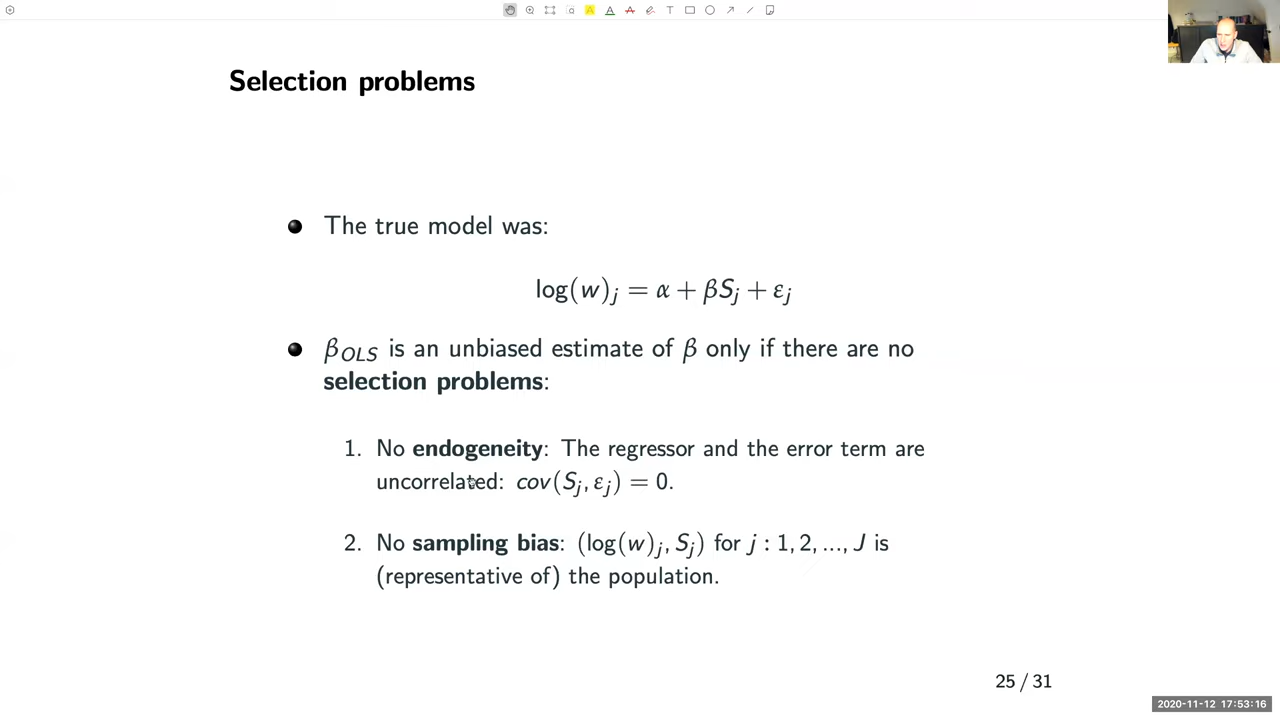 Selection problems
The true model was:
log(w)_j = α + βS_j + ε_j
β_OLS is an unbiased estimate of β only if there are no
selection problems:
1. No endogeneity: The regressor and the error term are
uncorrelated: cov(S_j, ε_j) = 0.
2. No sampling bias: (log(w)_j, S_j) for j : 1, 2, ..., J is
(representative of) the population.
25 / 31
2020-11-12 17:53:16